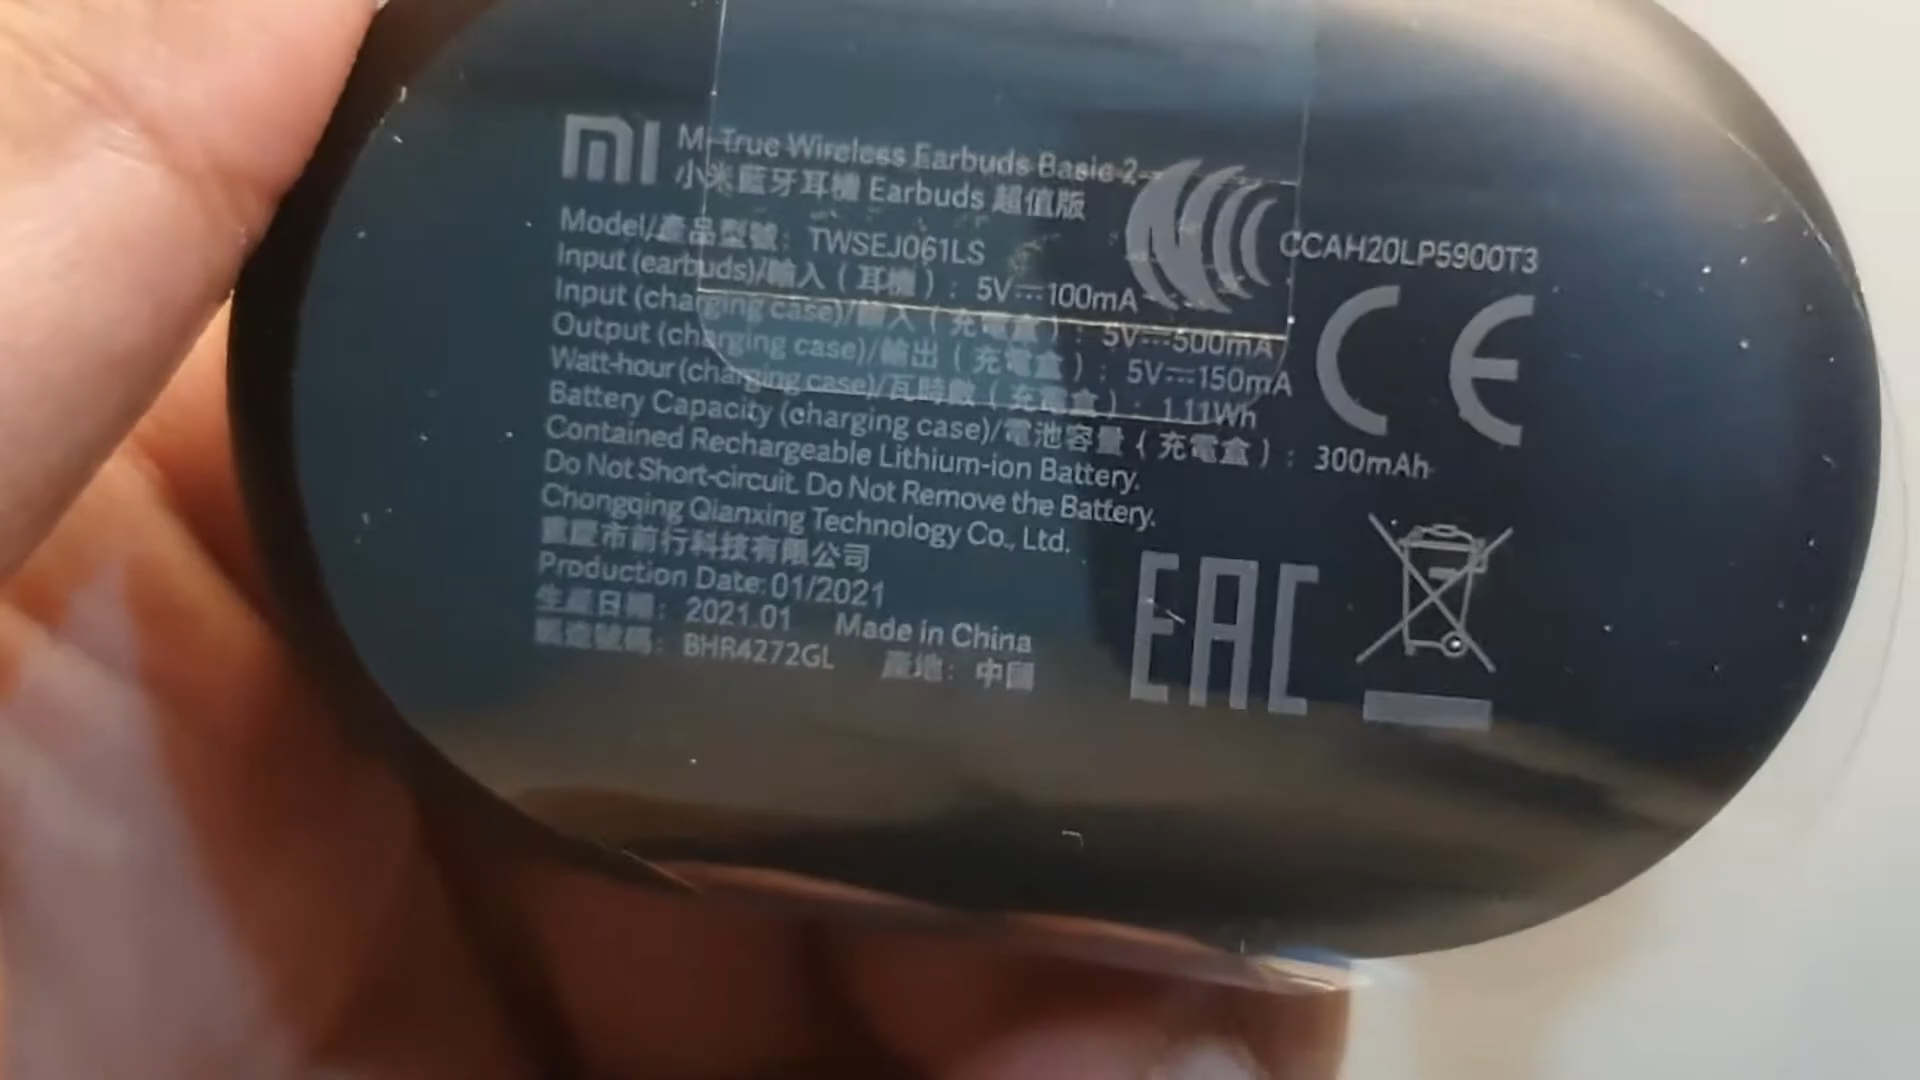 mi Mi True Wireless Earbuds Basic 2
小米藍牙耳機 Earbuds 超值版
Model/產品型號： TWSEJ061LS
CCAH20LP5900T3
Input (earbuds)/輸入（耳機）： 5V⎓100mA
Input (charging case)/輸入（充電盒）： 5V⎓500mA
Output (charging case)/輸出（充電盒）： 5V⎓150mA
Watt-hour (charging case)/瓦時數（充電盒）： 1.11Wh
Battery Capacity (charging case)/電池容量（充電盒）： 300mAh
CE
Contained Rechargeable Lithium-ion Battery.
Do Not Short-circuit. Do Not Remove the Battery.
Chongqing Qianxing Technology Co., Ltd.
重慶市前行科技有限公司
Production Date: 01/2021
生產日期： 2021.01 Made in China
製造號碼： BHR4272GL 產地： 中國
EAC